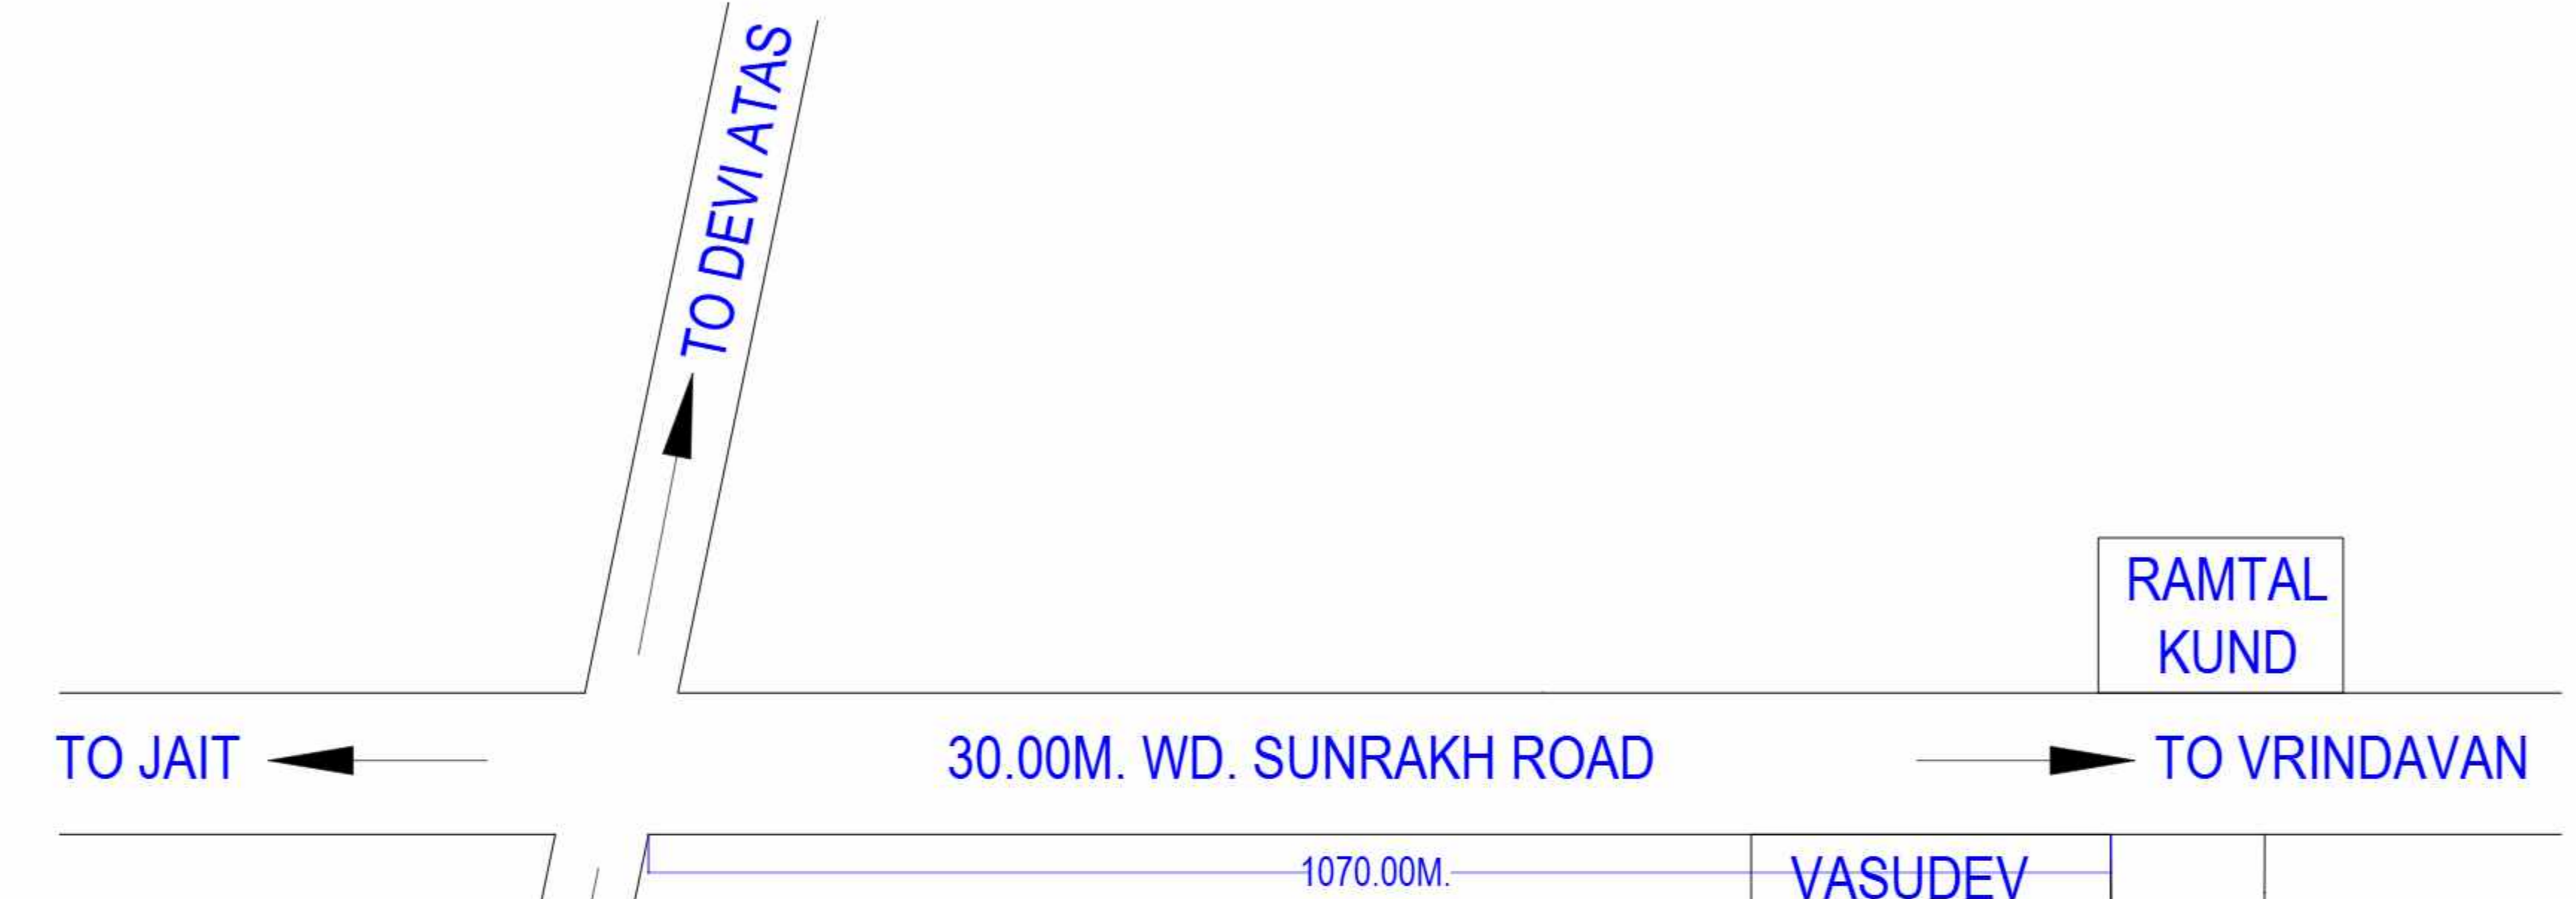 TO DEVI ATAS
RAMTAL
KUND
TO JAIT
30.00M. WD. SUNRAKH ROAD
TO VRINDAVAN
1070.00M.
VASUDEV